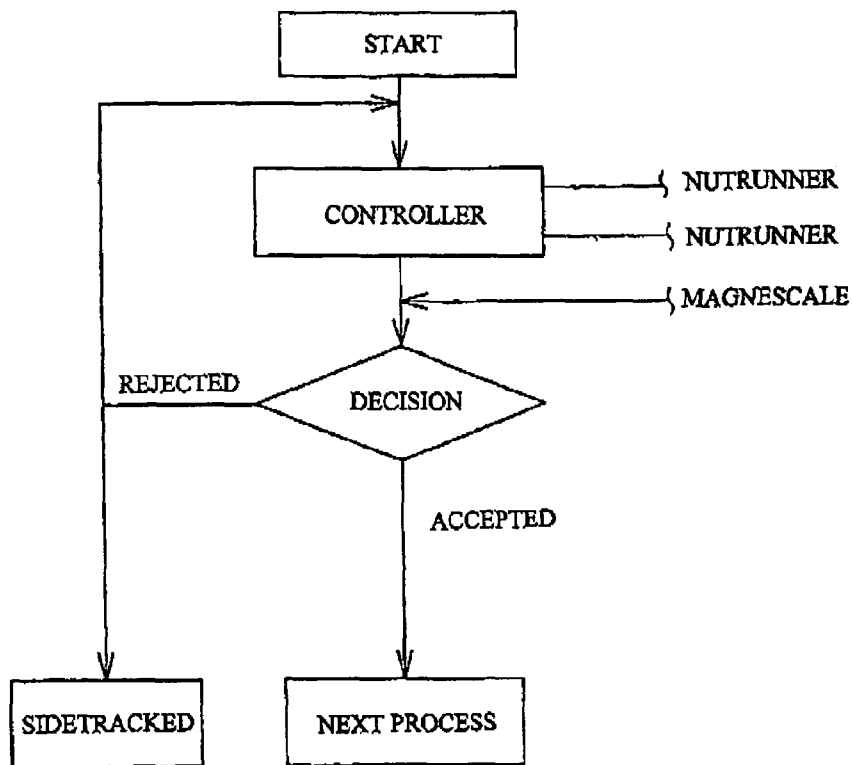 START
CONTROLLER
NUTRUNNER
NUTRUNNER
MAGNESCALE
REJECTED
DECISION
ACCEPTED
SIDETRACKED
NEXT PROCESS